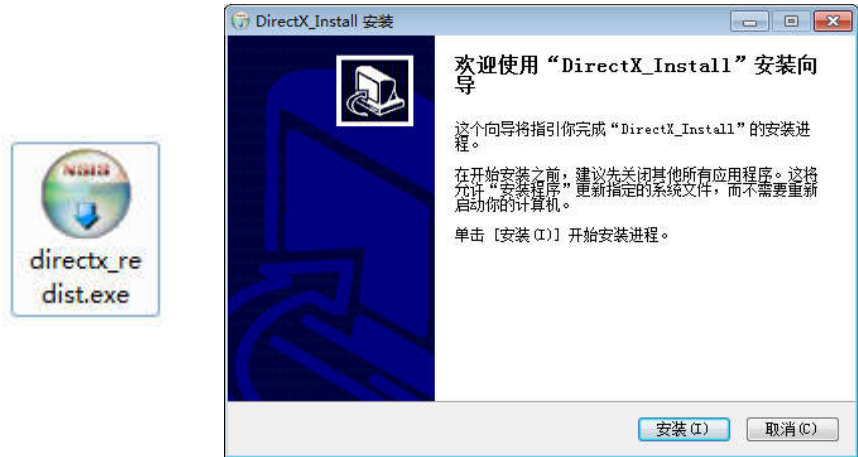 NSIS
directx_re
dist.exe
DirectX_Install 安装
欢迎使用“DirectX_Install”安装向
导
这个向导将指引你完成“DirectX_Install”的安装进
程。
在开始安装之前，建议先关闭其他所有应用程序。这将
允许“安装程序”更新指定的系统文件，而不需要重新
启动你的计算机。
单击 [安装(I)] 开始安装进程。
安装(I)
取消(C)